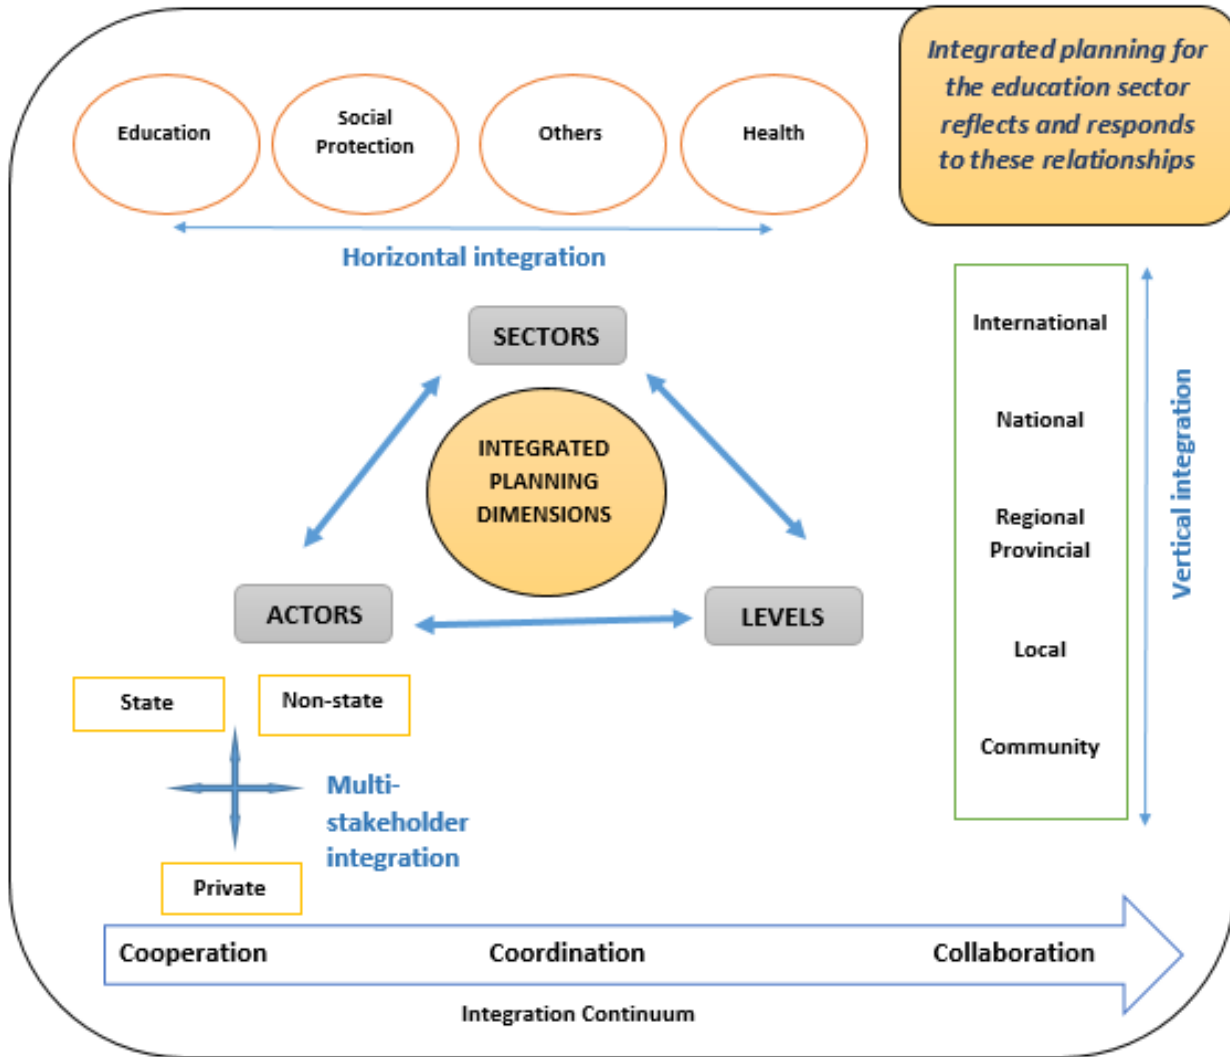 Integrated planning for
the education sector
reflects and responds
to these relationships
Education
Social
Protection
Others
Health
Horizontal integration
SECTORS
INTEGRATED
PLANNING
DIMENSIONS
ACTORS
LEVELS
International
National
Regional
Provincial
Local
Community
Vertical integration
State
Non-state
Multi-
stakeholder
integration
Private
Cooperation
Coordination
Collaboration
Integration Continuum